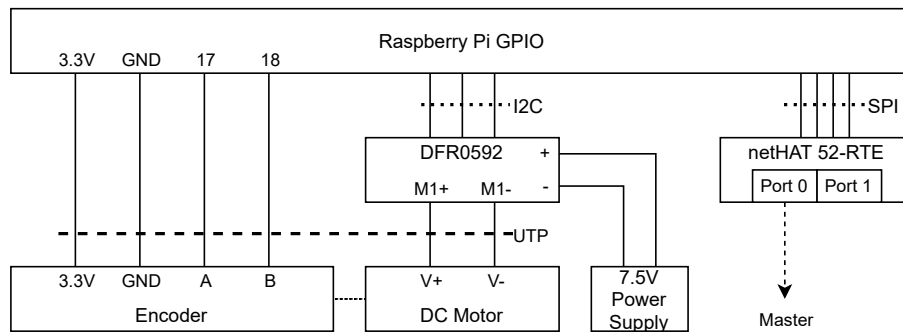 Raspberry Pi GPIO
3.3V GND 17 18
I2C
SPI
DFR0592 +
netHAT 52-RTE
M1+ M1- -
Port 0 Port 1
UTP
3.3V GND A B
V+ V-
7.5V
Power
Supply
Encoder
DC Motor
Master